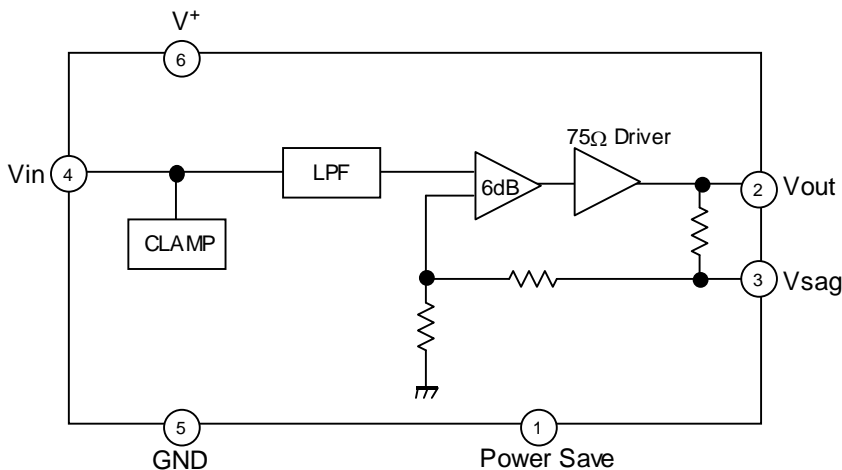 V+
6
75Ω Driver
Vin
4
LPF
6dB
2
Vout
CLAMP
3
Vsag
5
1
GND
Power Save